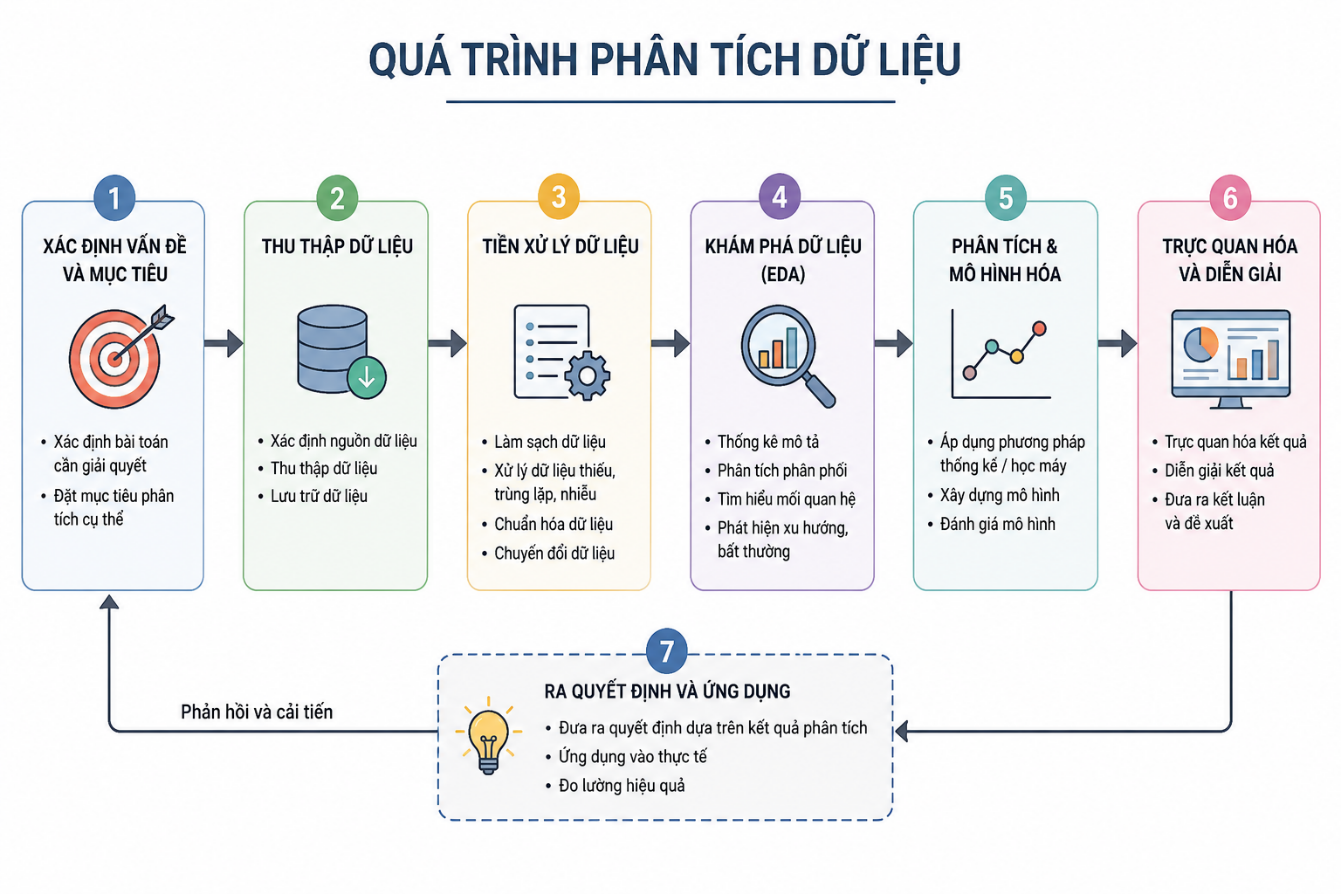 QUÁ TRÌNH PHÂN TÍCH DỮ LIỆU
1
XÁC ĐỊNH VẤN ĐỀ
VÀ MỤC TIÊU
• Xác định bài toán
cần giải quyết
• Đặt mục tiêu phân
tích cụ thể
2
THU THẬP DỮ LIỆU
• Xác định nguồn dữ liệu
• Thu thập dữ liệu
• Lưu trữ dữ liệu
3
TIỀN XỬ LÝ DỮ LIỆU
• Làm sạch dữ liệu
• Xử lý dữ liệu thiếu,
trùng lặp, nhiễu
• Chuẩn hóa dữ liệu
• Chuyến đổi dữ liệu
4
KHÁM PHÁ DỮ LIỆU
(EDA)
• Thống kê mô tả
• Phân tích phân phối
• Tìm hiểu mối quan hệ
• Phát hiện xu hướng,
bất thường
5
PHÂN TÍCH &
MÔ HÌNH HÓA
• Áp dụng phương pháp
thống kế / học máy
• Xây dựng mô hình
• Đánh giá mô hình
6
TRỰC QUAN HÓA
VÀ DIỄN GIẢI
• Trực quan hóa kết quả
• Diễn giải kết quả
• Đưa ra kết luận
và đề xuất
7
RA QUYẾT ĐỊNH VÀ ỨNG DỤNG
• Đưa ra quyết định dựa trên kết quả phân tích
• Ứng dụng vào thực tế
• Đo lường hiệu quả
Phản hồi và cải tiến